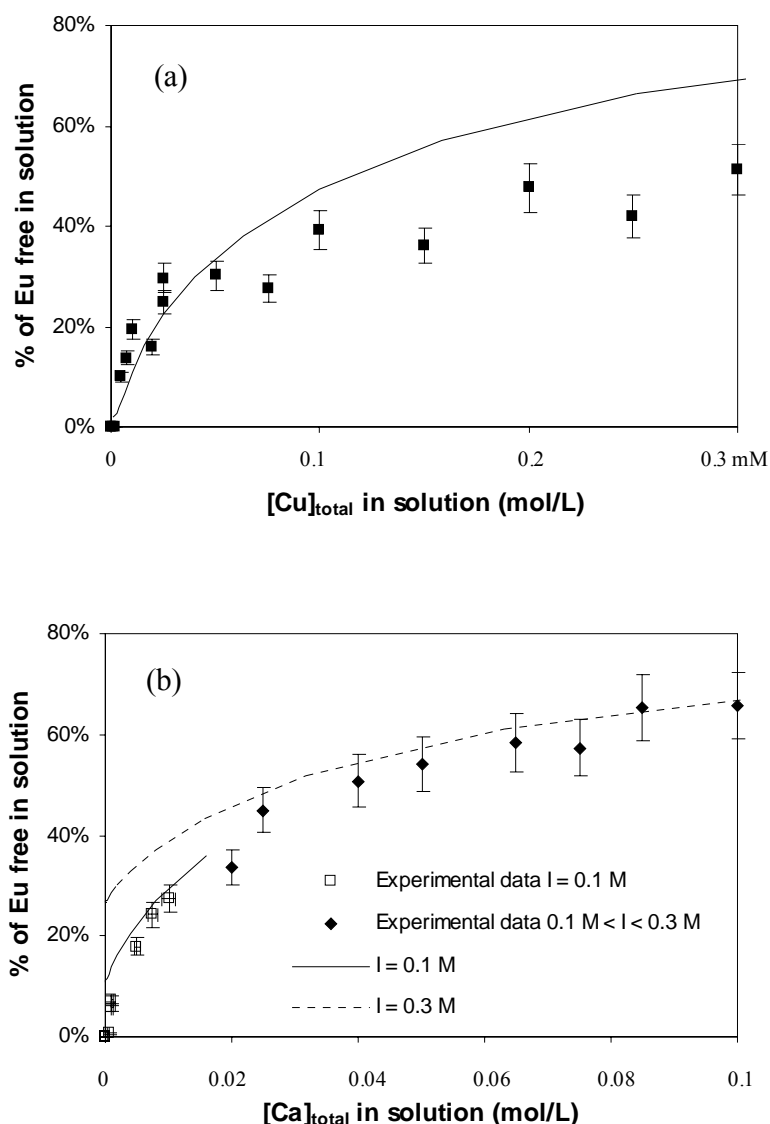 80%
(a)
60%
40%
20%
0%
% of Eu free in solution
0 0.1 0.2 0.3 mM
[Cu]total in solution (mol/L)
80%
(b)
60%
40%
20%
0%
% of Eu free in solution
Experimental data I = 0.1 M
Experimental data 0.1 M < I < 0.3 M
I = 0.1 M
I = 0.3 M
0 0.02 0.04 0.06 0.08 0.1
[Ca]total in solution (mol/L)